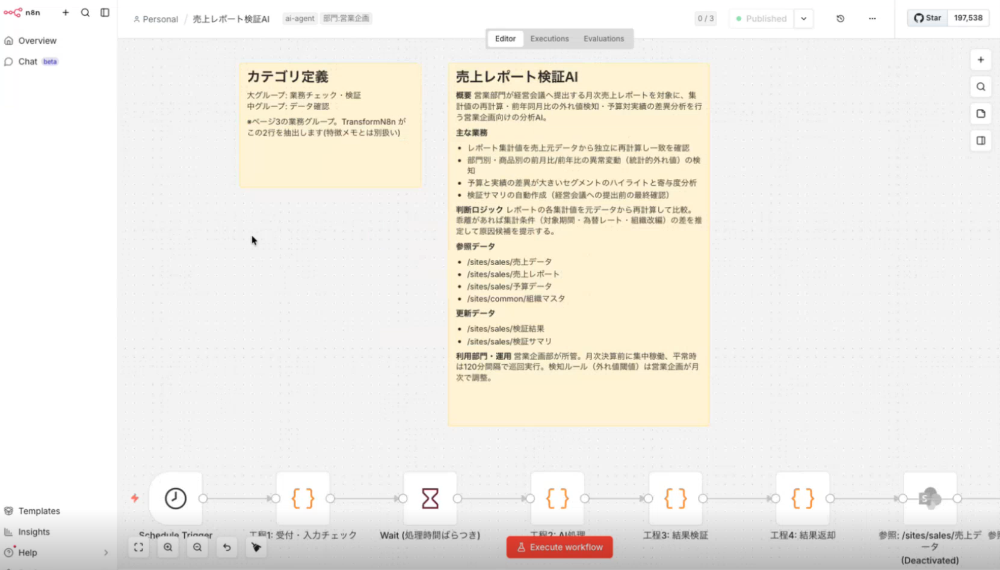 n8n
Personal / 売上レポート検証AI ai-agent 部門:営業企画
0 / 3
Published
Star 197,538
Editor Executions Evaluations
Overview
Chat beta
カテゴリ定義
大グループ: 業務チェック・検証
中グループ: データ確認
※ページ3の業務グループ。TransformN8n が
この2行を抽出します(特徴メモとは別扱い)
売上レポート検証AI
概要 営業部門が経営会議へ提出する月次売上レポートを対象に、集
計値の再計算・前年同月比の外れ値検知・予算対実績の差異分析を行
う営業企画向けの分析AI。
主な業務
• レポート集計値を売上元データから独立に再計算し一致を確認
• 部門別・商品別の前月比/前年比の異常変動（統計的外れ値）の検
知
• 予算と実績の差異が大きいセグメントのハイライトと寄与度分析
• 検証サマリの自動作成（経営会議への提出前の最終確認）
判断ロジック レポートの各集計値を元データから再計算して比較。
乖離があれば集計条件（対象期間・為替レート・組織改編）の差を推
定して原因候補を提示する。
参照データ
• /sites/sales/売上データ
• /sites/sales/売上レポート
• /sites/sales/予算データ
• /sites/common/組織マスタ
更新データ
• /sites/sales/検証結果
• /sites/sales/検証サマリ
利用部門・運用 営業企画部が所管。月次決算前に集中稼働、平常時
は120分間隔で巡回実行。検知ルール（外れ値閾値）は営業企画が月
次で調整。
Schedule Trigger
工程1: 受付・入力チェック
Wait (処理時間ばらつき)
工程2: AI処理
工程3: 結果検証
工程4: 結果返却
参照: /sites/sales/売上デ
ータ
(Deactivated)
Execute workflow
Templates
Insights
Help